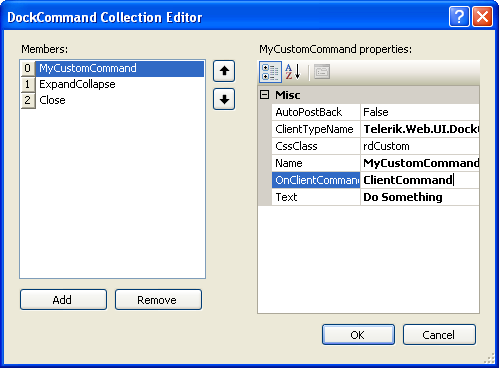 DockCommand Collection Editor
Members:
0 MyCustomCommand
1 ExpandCollapse
2 Close
Add
Remove
MyCustomCommand properties:
Misc
AutoPostBack False
ClientTypeName Telerik.Web.UI.Dock
CssClass rdCustom
Name MyCustomCommand
OnClientCommand ClientCommand
Text Do Something
OK
Cancel